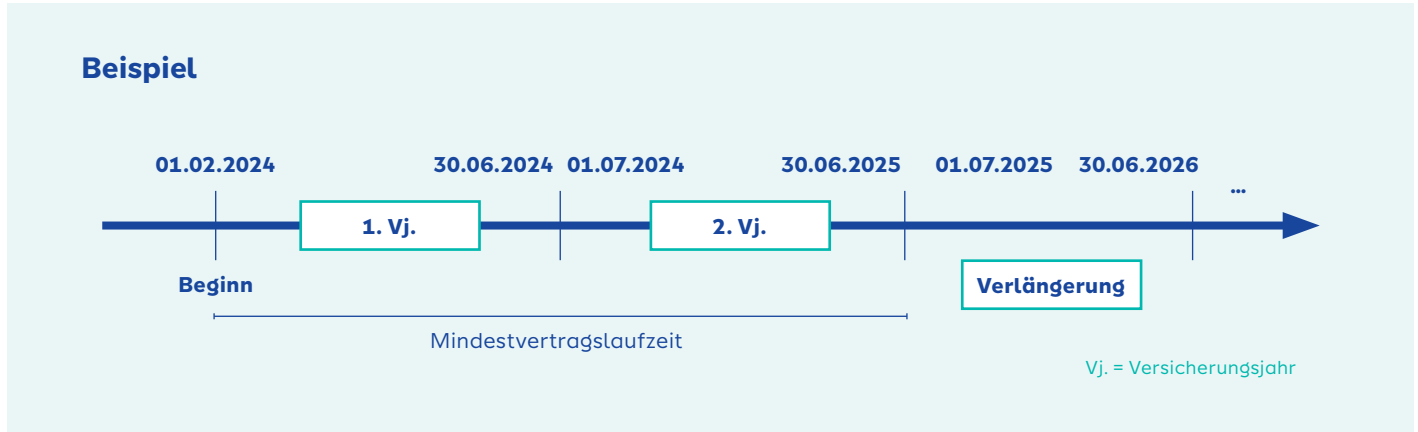 Beispiel
01.02.2024 30.06.2024 01.07.2024 30.06.2025 01.07.2025 30.06.2026
...
1. Vj. 2. Vj.
Beginn Verlängerung
Mindestvertragslaufzeit
Vj. = Versicherungsjahr